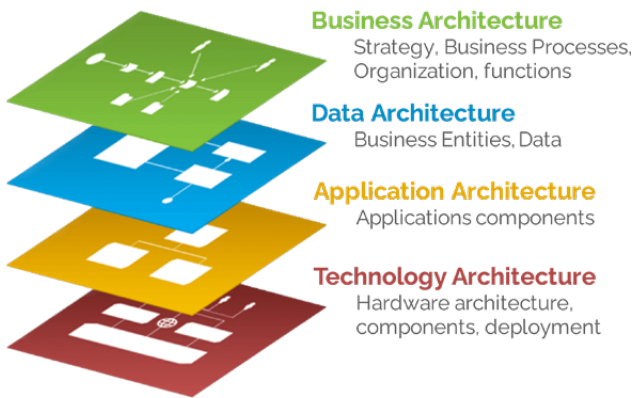 Business Architecture
Strategy, Business Processes,
Organization, functions
Data Architecture
Business Entities, Data
Application Architecture
Applications components
Technology Architecture
Hardware architecture,
components, deployment